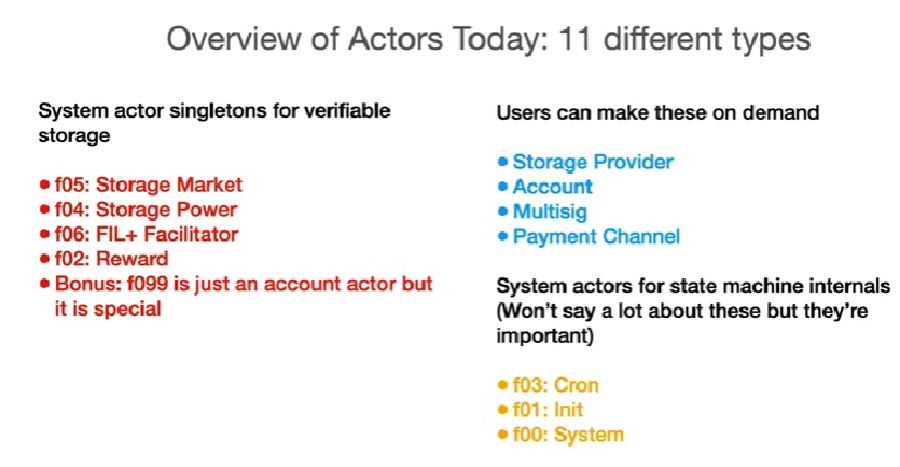 Overview of Actors Today: 11 different types
System actor singletons for verifiable
storage
• f05: Storage Market
• f04: Storage Power
• f06: FIL+ Facilitator
• f02: Reward
• Bonus: f099 is just an account actor but
it is special
Users can make these on demand
• Storage Provider
• Account
• Multisig
• Payment Channel
System actors for state machine internals
(Won't say a lot about these but they're
important)
• f03: Cron
• f01: Init
• f00: System